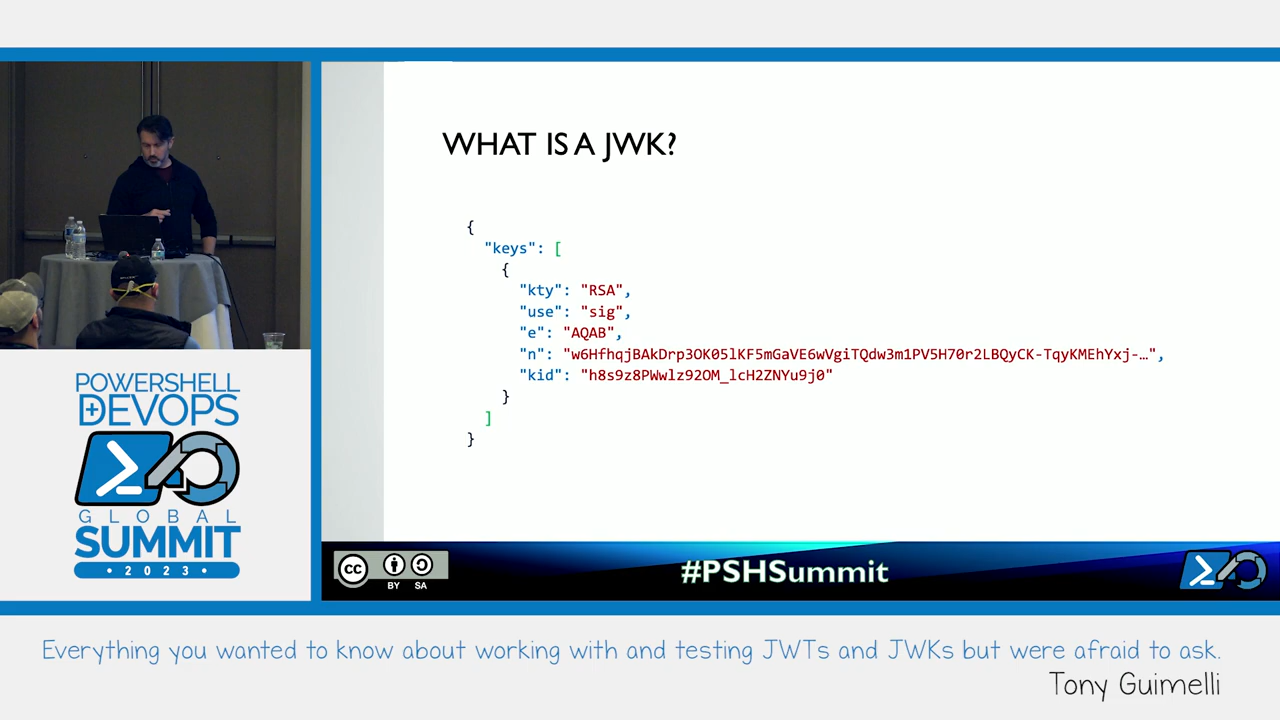 WHAT IS A JWK?
{
"keys": [
{
"kty": "RSA",
"use": "sig",
"e": "AQAB",
"n": "w6HfhqjBAkDrp3OK05lKF5mGaVE6wVgiTQdw3m1PV5H70r2LBQyCK-TqyKMEhYxj-…",
"kid": "h8s9z8PWwlz92OM_lcH2ZNYu9j0"
}
]
}
POWERSHELL
+DEVOPS
GLOBAL
SUMMIT
• 2023 •
cc
BY SA
#PSHSummit
Everything you wanted to know about working with and testing JWTs and JWKs but were afraid to ask.
Tony Guimelli